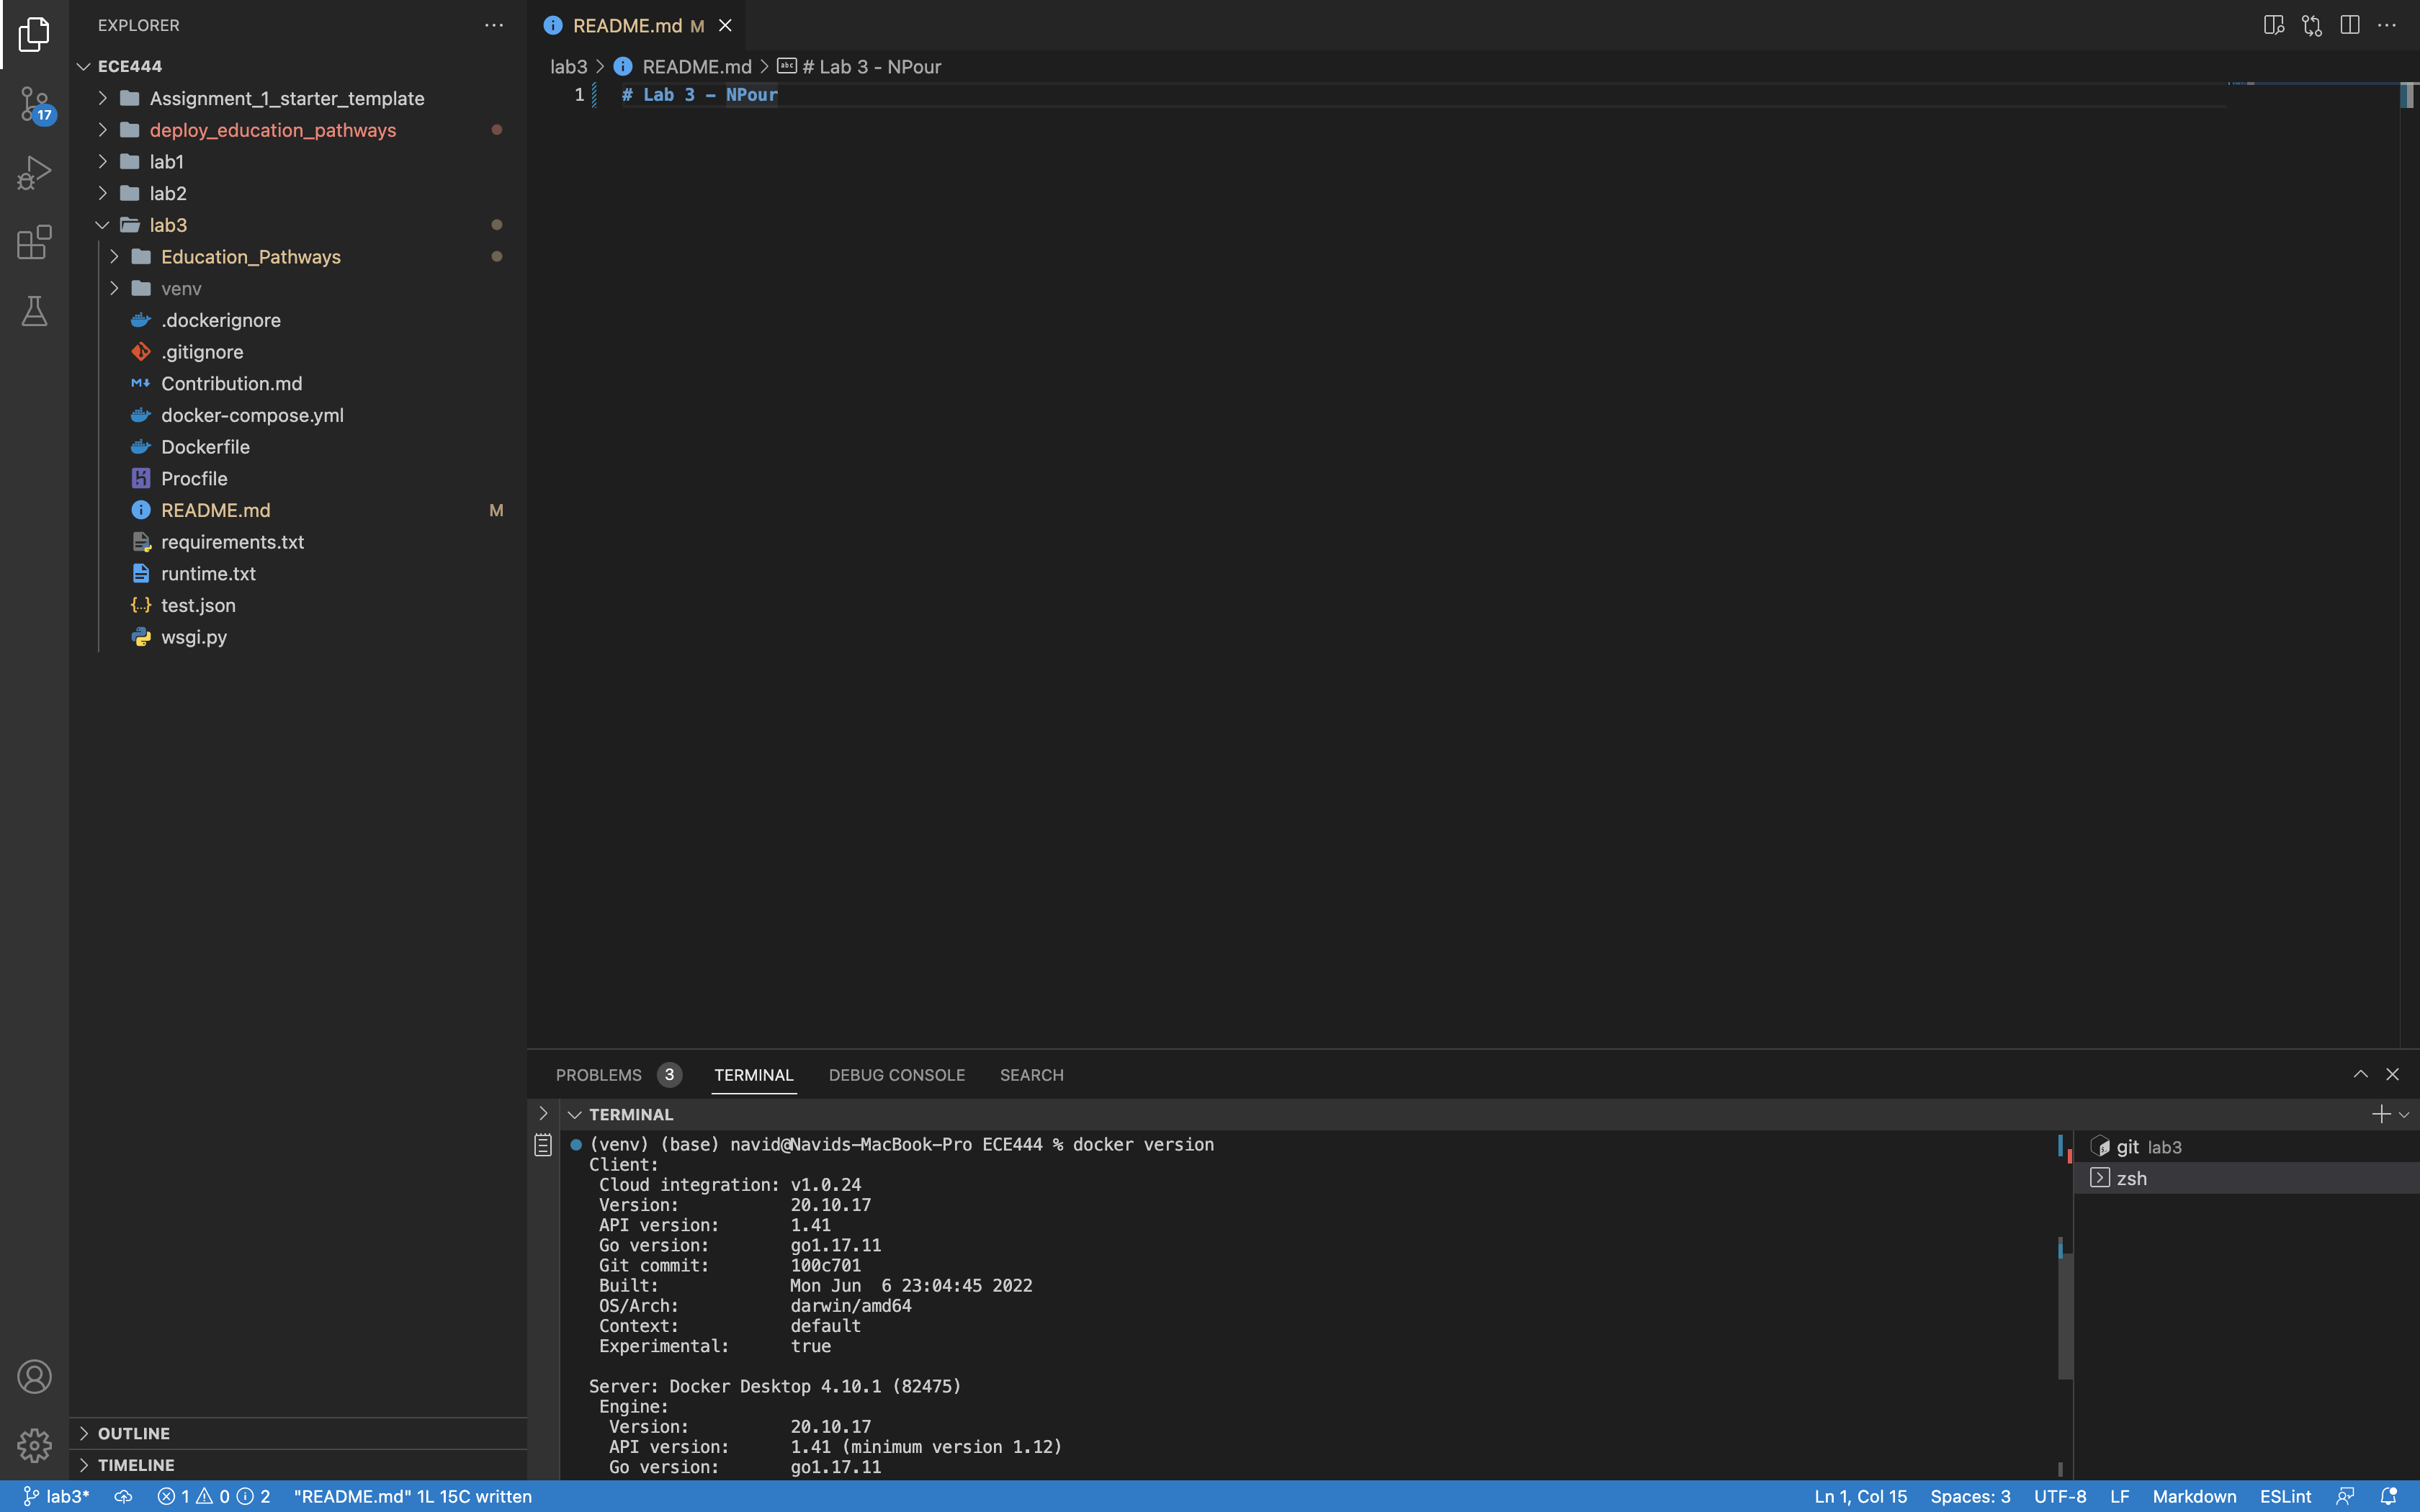 EXPLORER
ECE444
Assignment_1_starter_template
deploy_education_pathways
lab1
lab2
lab3
Education_Pathways
venv
.dockerignore
.gitignore
Contribution.md
docker-compose.yml
Dockerfile
Procfile
README.md M
requirements.txt
runtime.txt
test.json
wsgi.py
OUTLINE
TIMELINE
17
README.md M
lab3 > README.md > # Lab 3 - NPour
1 # Lab 3 - NPour
PROBLEMS 3 TERMINAL DEBUG CONSOLE SEARCH
TERMINAL
(venv) (base) navid@Navids-MacBook-Pro ECE444 % docker version
Client:
Cloud integration: v1.0.24
Version: 20.10.17
API version: 1.41
Go version: go1.17.11
Git commit: 100c701
Built: Mon Jun  6 23:04:45 2022
OS/Arch: darwin/amd64
Context: default
Experimental: true
Server: Docker Desktop 4.10.1 (82475)
Engine:
Version: 20.10.17
API version: 1.41 (minimum version 1.12)
Go version: go1.17.11
git lab3
zsh
lab3* 1 0 2 "README.md" 1L 15C written Ln 1, Col 15 Spaces: 3 UTF-8 LF Markdown ESLint